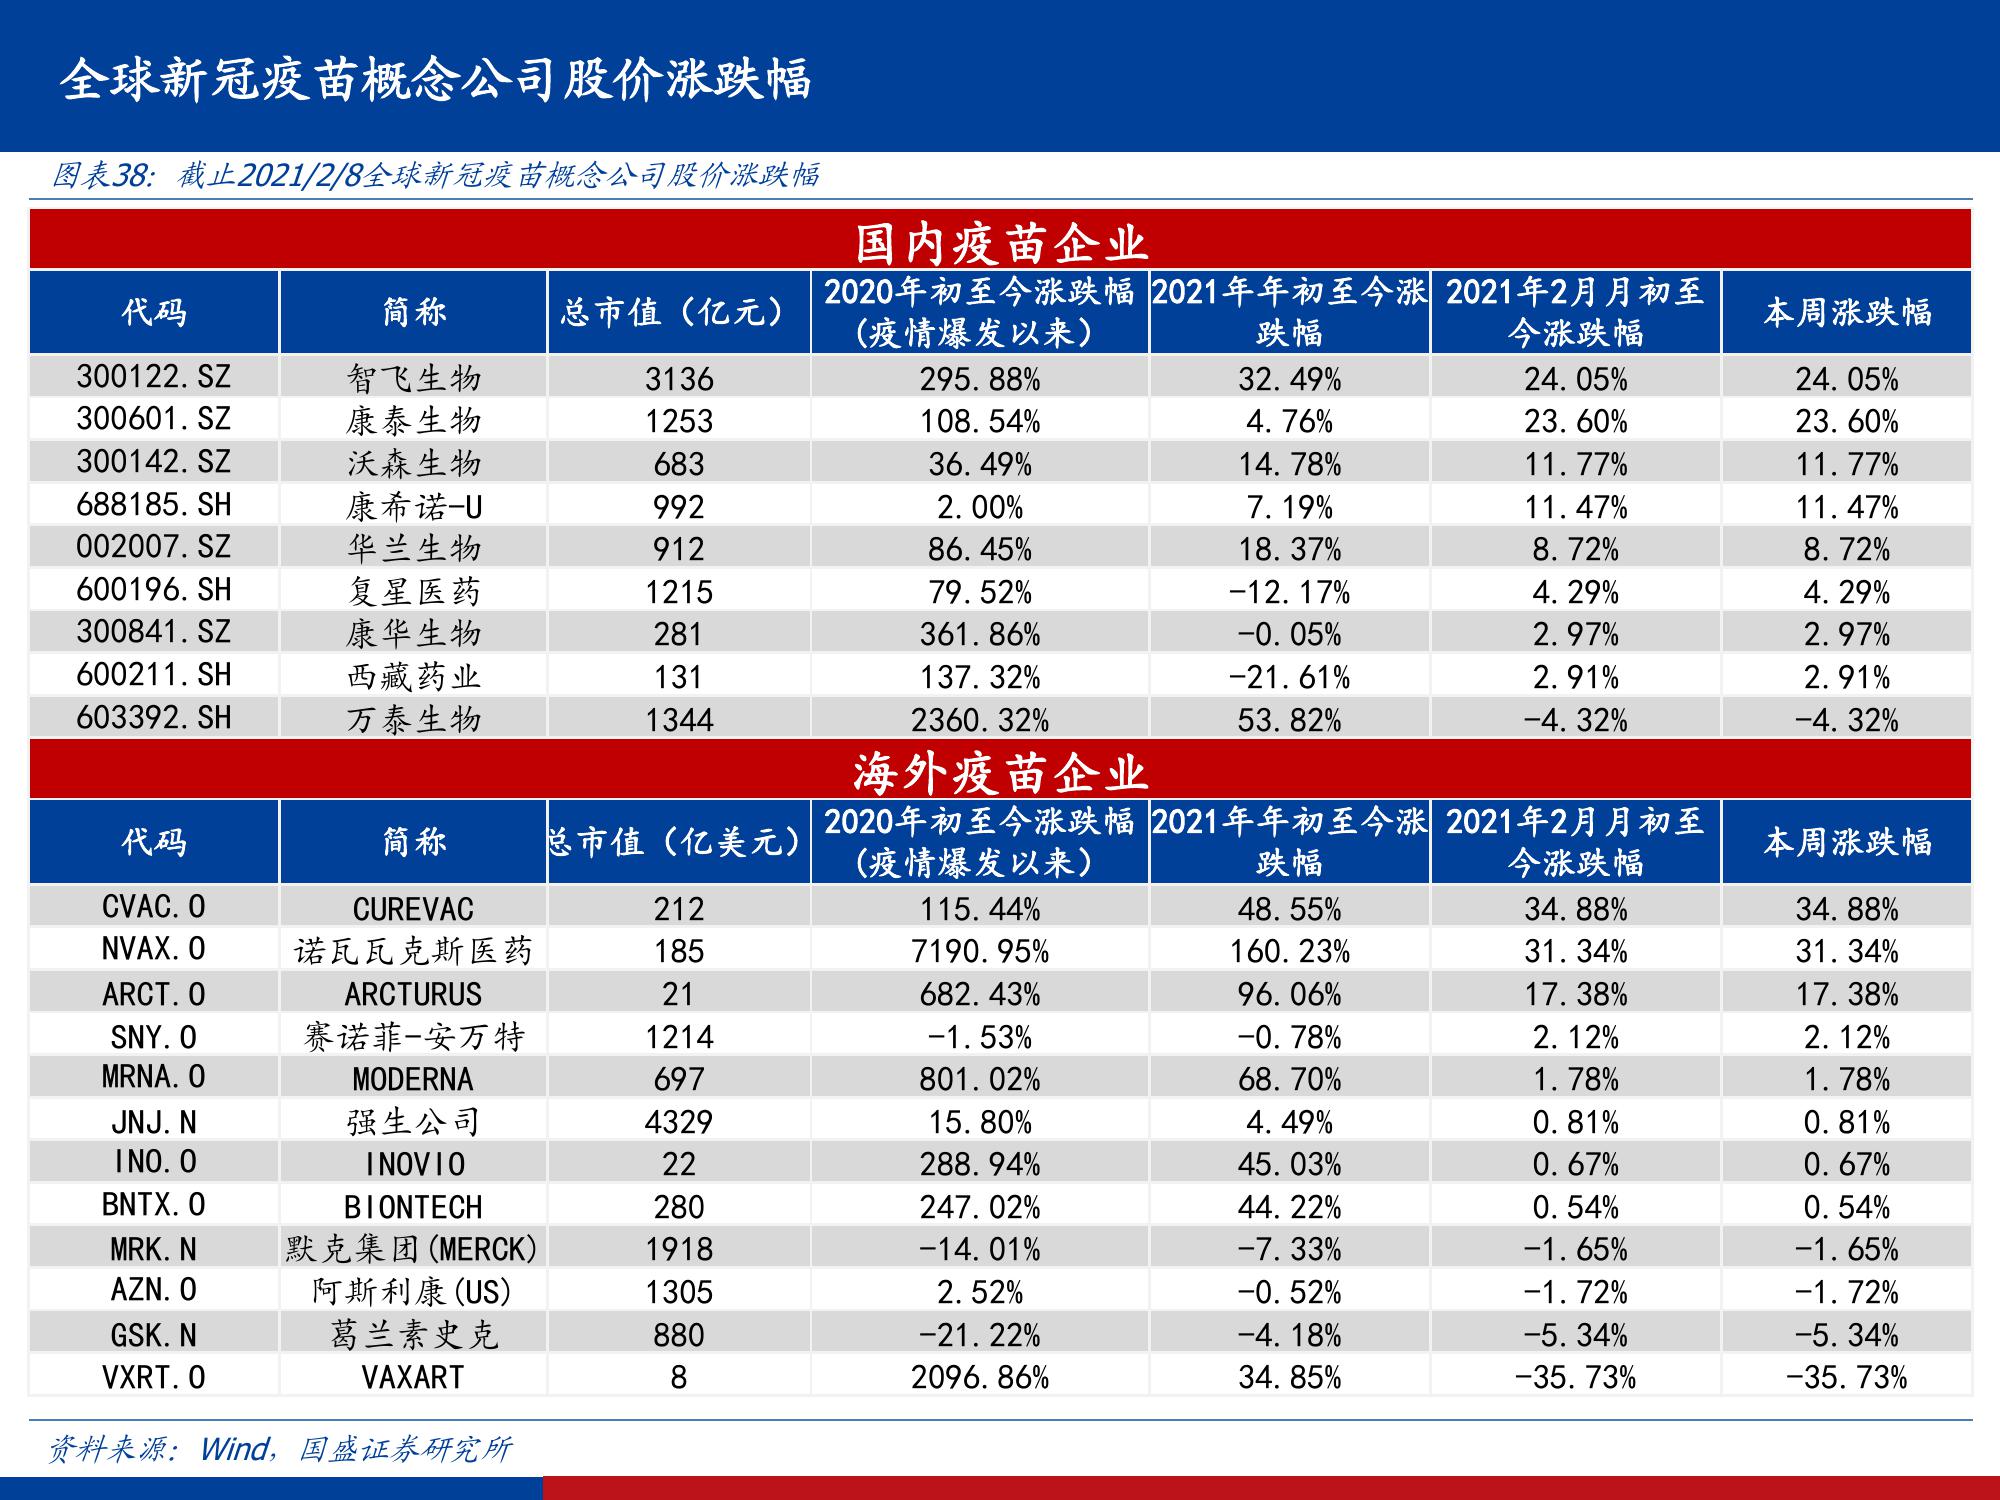 全球新冠疫苗概念公司股价涨跌幅
图表38：截止2021/2/8全球新冠疫苗概念公司股价涨跌幅
国内疫苗企业
代码 简称 总市值（亿元） 2020年初至今涨跌幅(疫情爆发以来） 2021年年初至今涨跌幅 2021年2月月初至今涨跌幅 本周涨跌幅
300122.SZ 智飞生物 3136 295.88% 32.49% 24.05% 24.05%
300601.SZ 康泰生物 1253 108.54% 4.76% 23.60% 23.60%
300142.SZ 沃森生物 683 36.49% 14.78% 11.77% 11.77%
688185.SH 康希诺-U 992 2.00% 7.19% 11.47% 11.47%
002007.SZ 华兰生物 912 86.45% 18.37% 8.72% 8.72%
600196.SH 复星医药 1215 79.52% -12.17% 4.29% 4.29%
300841.SZ 康华生物 281 361.86% -0.05% 2.97% 2.97%
600211.SH 西藏药业 131 137.32% -21.61% 2.91% 2.91%
603392.SH 万泰生物 1344 2360.32% 53.82% -4.32% -4.32%
海外疫苗企业
代码 简称 总市值（亿美元） 2020年初至今涨跌幅(疫情爆发以来） 2021年年初至今涨跌幅 2021年2月月初至今涨跌幅 本周涨跌幅
CVAC.O CUREVAC 212 115.44% 48.55% 34.88% 34.88%
NVAX.O 诺瓦瓦克斯医药 185 7190.95% 160.23% 31.34% 31.34%
ARCT.O ARCTURUS 21 682.43% 96.06% 17.38% 17.38%
SNY.O 赛诺菲-安万特 1214 -1.53% -0.78% 2.12% 2.12%
MRNA.O MODERNA 697 801.02% 68.70% 1.78% 1.78%
JNJ.N 强生公司 4329 15.80% 4.49% 0.81% 0.81%
INO.O INOVIO 22 288.94% 45.03% 0.67% 0.67%
BNTX.O BIONTECH 280 247.02% 44.22% 0.54% 0.54%
MRK.N 默克集团(MERCK) 1918 -14.01% -7.33% -1.65% -1.65%
AZN.O 阿斯利康(US) 1305 2.52% -0.52% -1.72% -1.72%
GSK.N 葛兰素史克 880 -21.22% -4.18% -5.34% -5.34%
VXRT.O VAXART 8 2096.86% 34.85% -35.73% -35.73%
资料来源：Wind，国盛证券研究所